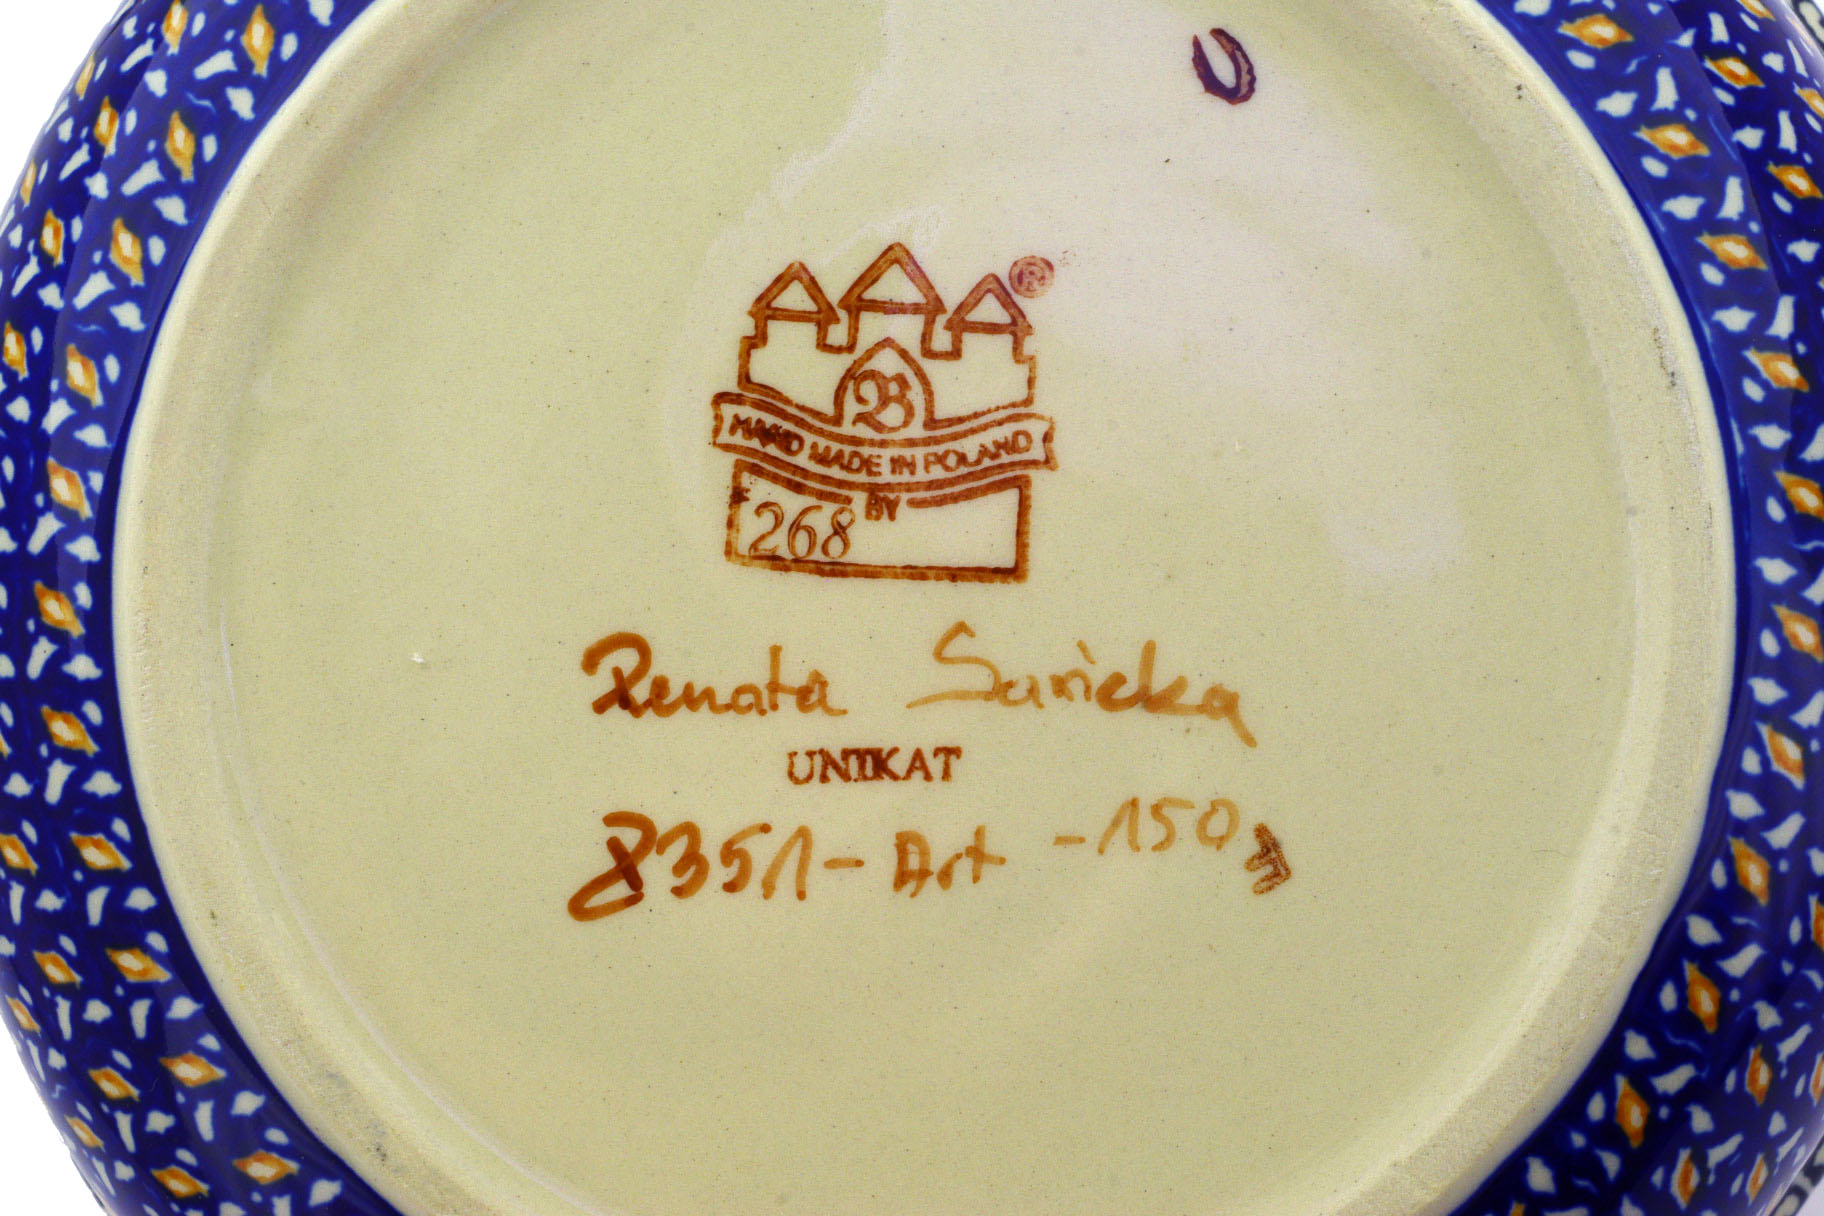 ®
B
HAND MADE IN POLAND
BY
268
Renata Sawicka
UNIKAT
8351-Art-150